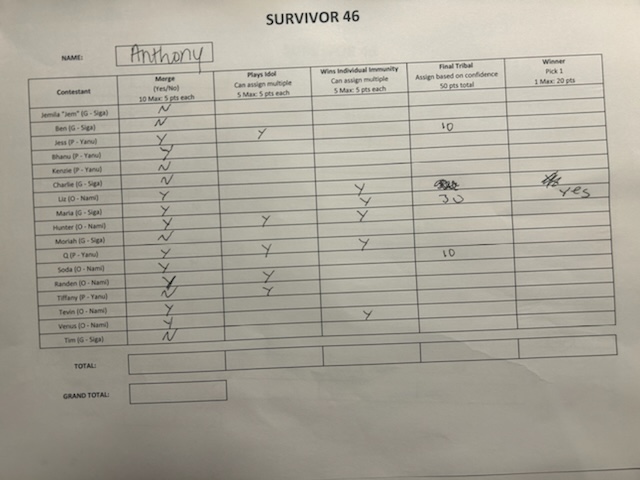 SURVIVOR 46
NAME: Anthony
Contestant Merge (Yes/No) 10 Max: 5 pts each Plays Idol Can assign multiple 5 Max: 5 pts each Wins Individual Immunity Can assign multiple 5 Max: 5 pts each Final Tribal Assign based on confidence 50 pts total Winner Pick 1 1 Max: 20 pts
Jemila "Jem" (G - Siga) N
Ben (G - Siga) N
Jess (P - Yanu) Y Y 10
Bhanu (P - Yanu) Y
Kenzie (P - Yanu) N
Charlie (G - Siga) N
Liz (O - Nami) Y Y
Maria (G - Siga) Y Y 30 yes
Hunter (O - Nami) Y Y Y
Moriah (G - Siga) N
Q (P - Yanu) Y Y Y 10
Soda (O - Nami) Y
Randen (O - Nami) Y Y
Tiffany (P - Yanu) N Y
Tevin (O - Nami) Y
Venus (O - Nami) Y Y
Tim (G - Siga) N
TOTAL:
GRAND TOTAL: